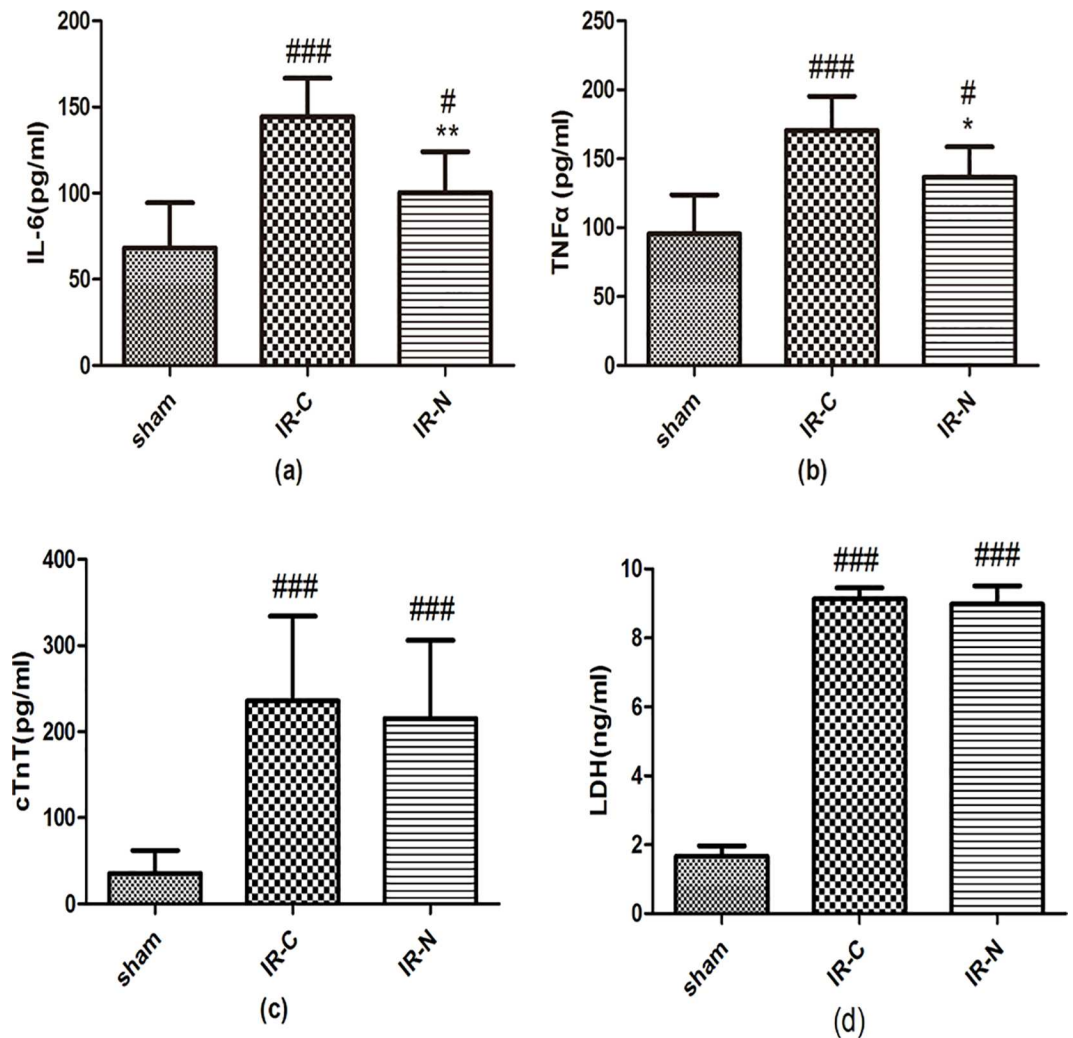 200
150
100
50
0
IL-6(pg/ml)
###
#
**
sham
IR-C
IR-N
(a)
250
200
150
100
50
0
TNFα (pg/ml)
###
#
*
sham
IR-C
IR-N
(b)
400
300
200
100
0
cTnT(pg/ml)
###
###
sham
IR-C
IR-N
(c)
10
8
6
4
2
0
LDH(ng/ml)
###
###
sham
IR-C
IR-N
(d)